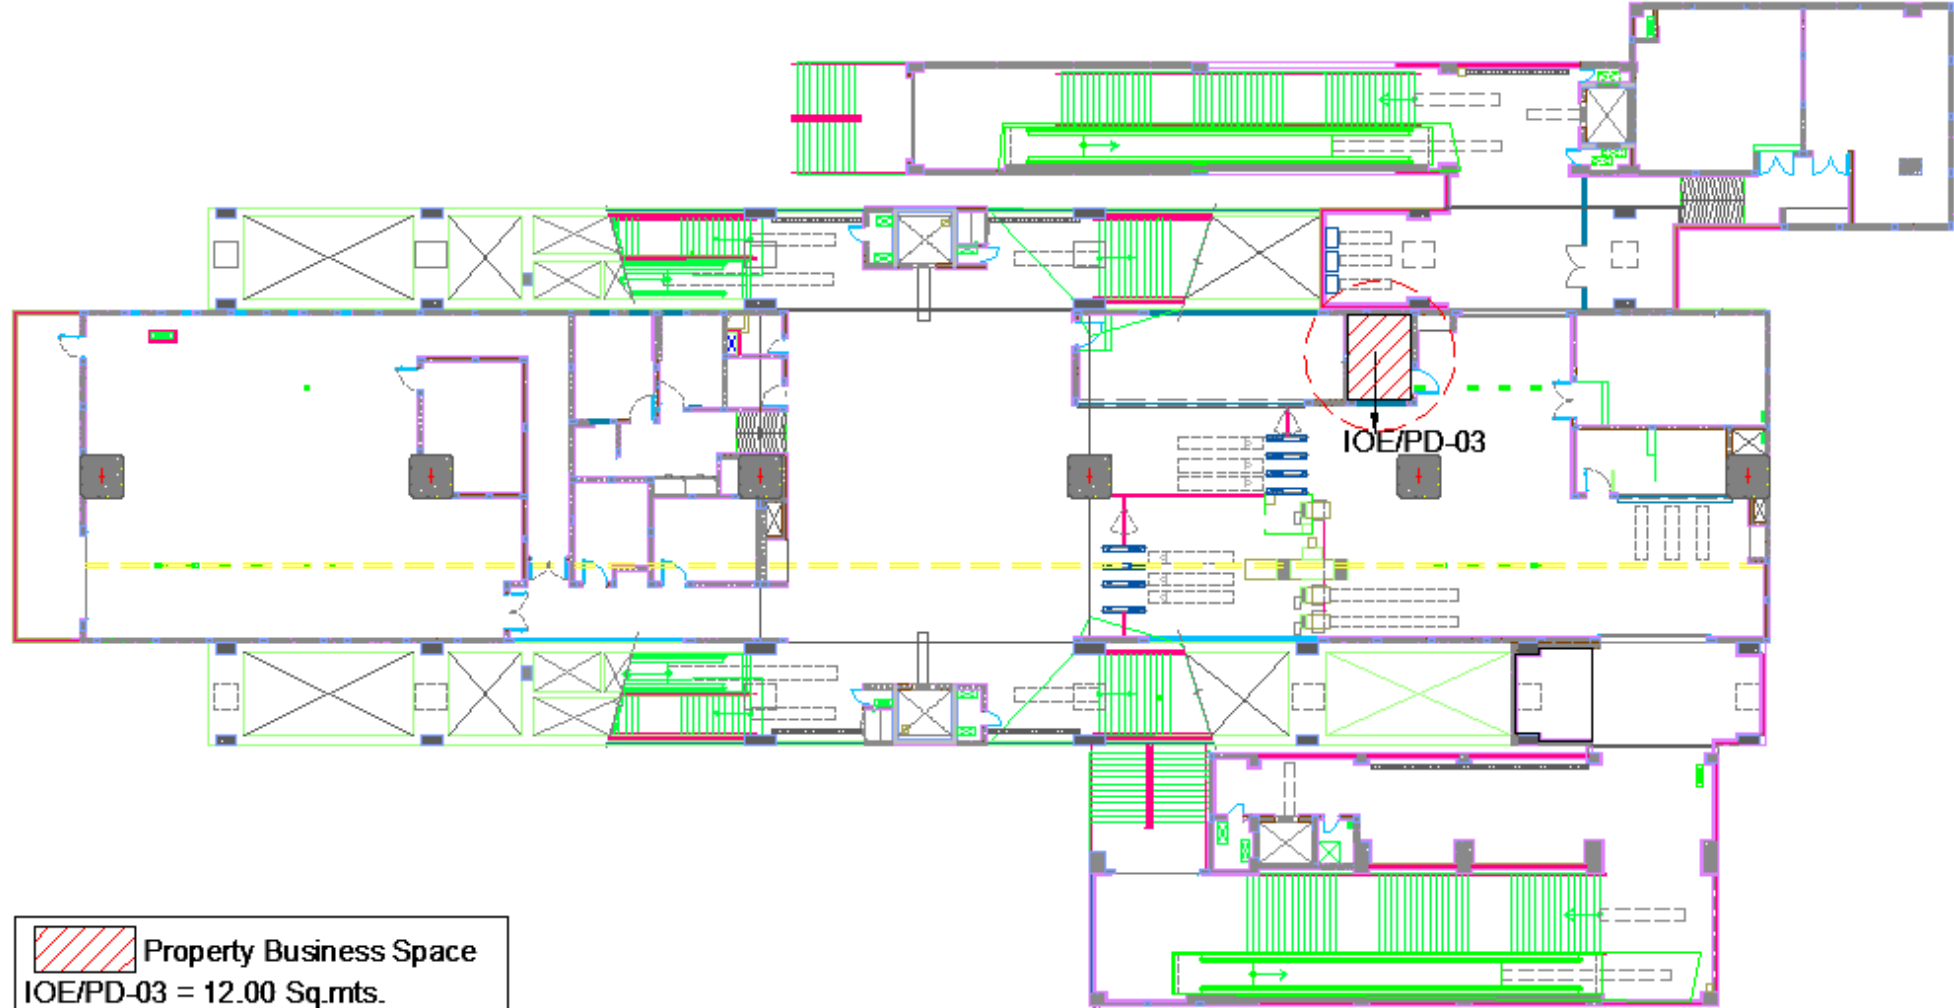 IOE/PD-03
Property Business Space
IOE/PD-03 = 12.00 Sq.mts.